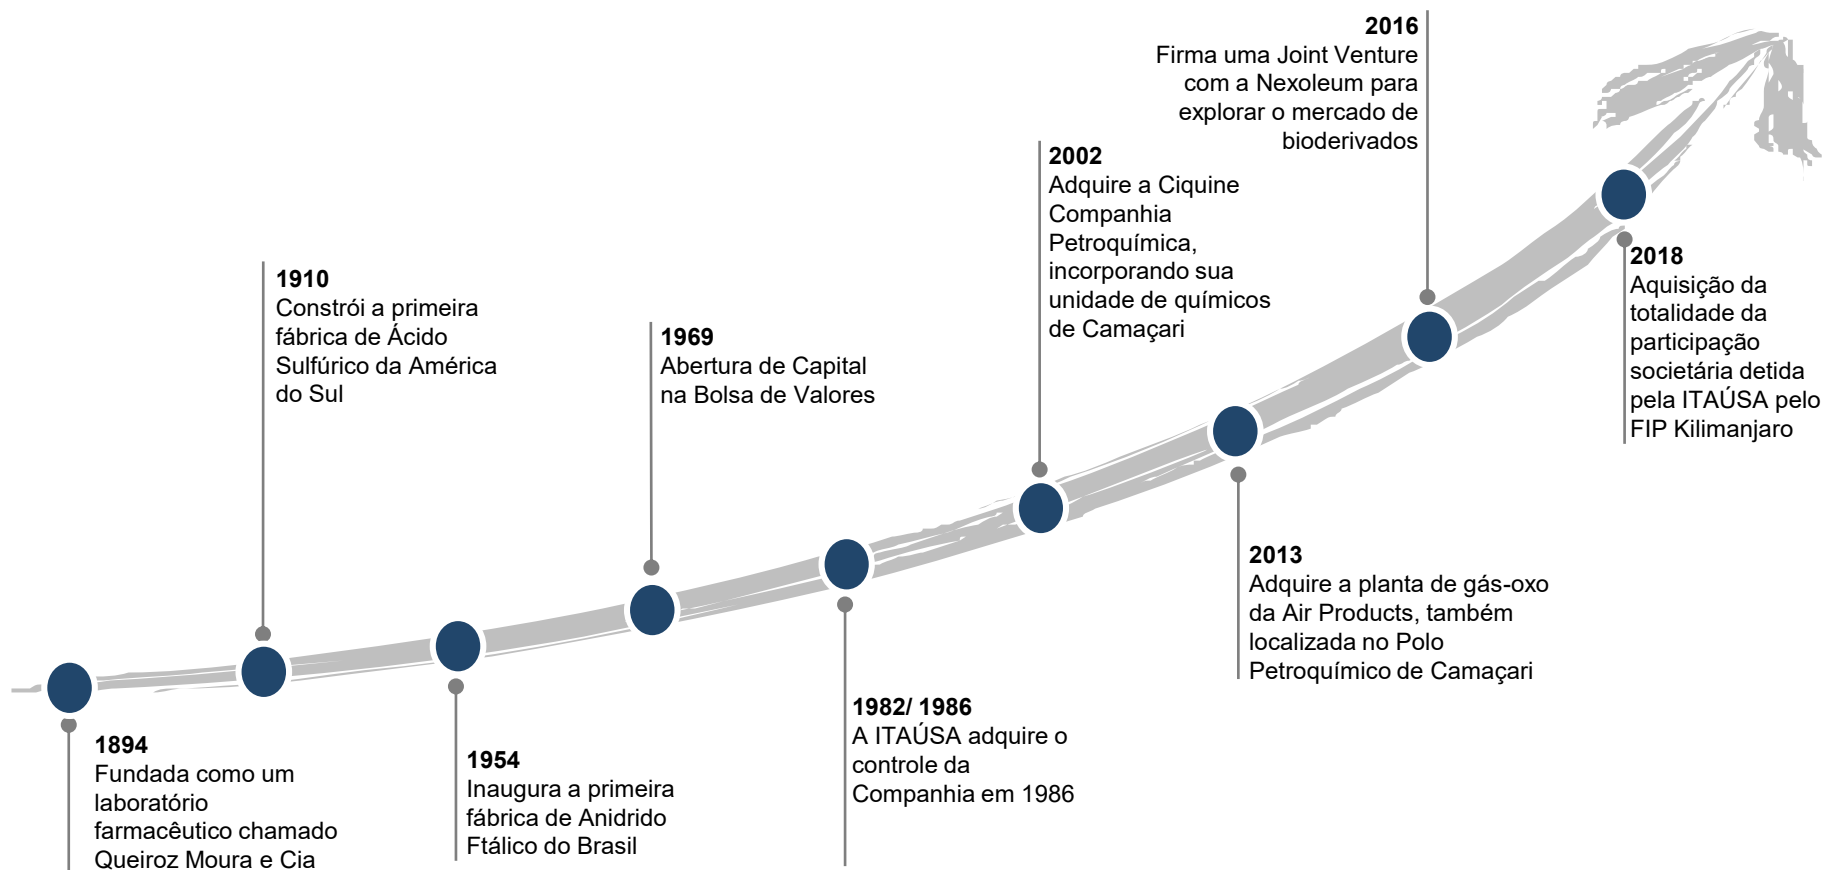 1894
Fundada como um
laboratório
farmacêutico chamado
Queiroz Moura e Cia
1910
Constrói a primeira
fábrica de Ácido
Sulfúrico da América
do Sul
1954
Inaugura a primeira
fábrica de Anidrido
Ftálico do Brasil
1969
Abertura de Capital
na Bolsa de Valores
1982/ 1986
A ITAÚSA adquire o
controle da
Companhia em 1986
2002
Adquire a Ciquine
Companhia
Petroquímica,
incorporando sua
unidade de químicos
de Camaçari
2013
Adquire a planta de gás-oxo
da Air Products, também
localizada no Polo
Petroquímico de Camaçari
2016
Firma uma Joint Venture
com a Nexoleum para
explorar o mercado de
bioderivados
2018
Aquisição da
totalidade da
participação
societária detida
pela ITAÚSA pelo
FIP Kilimanjaro